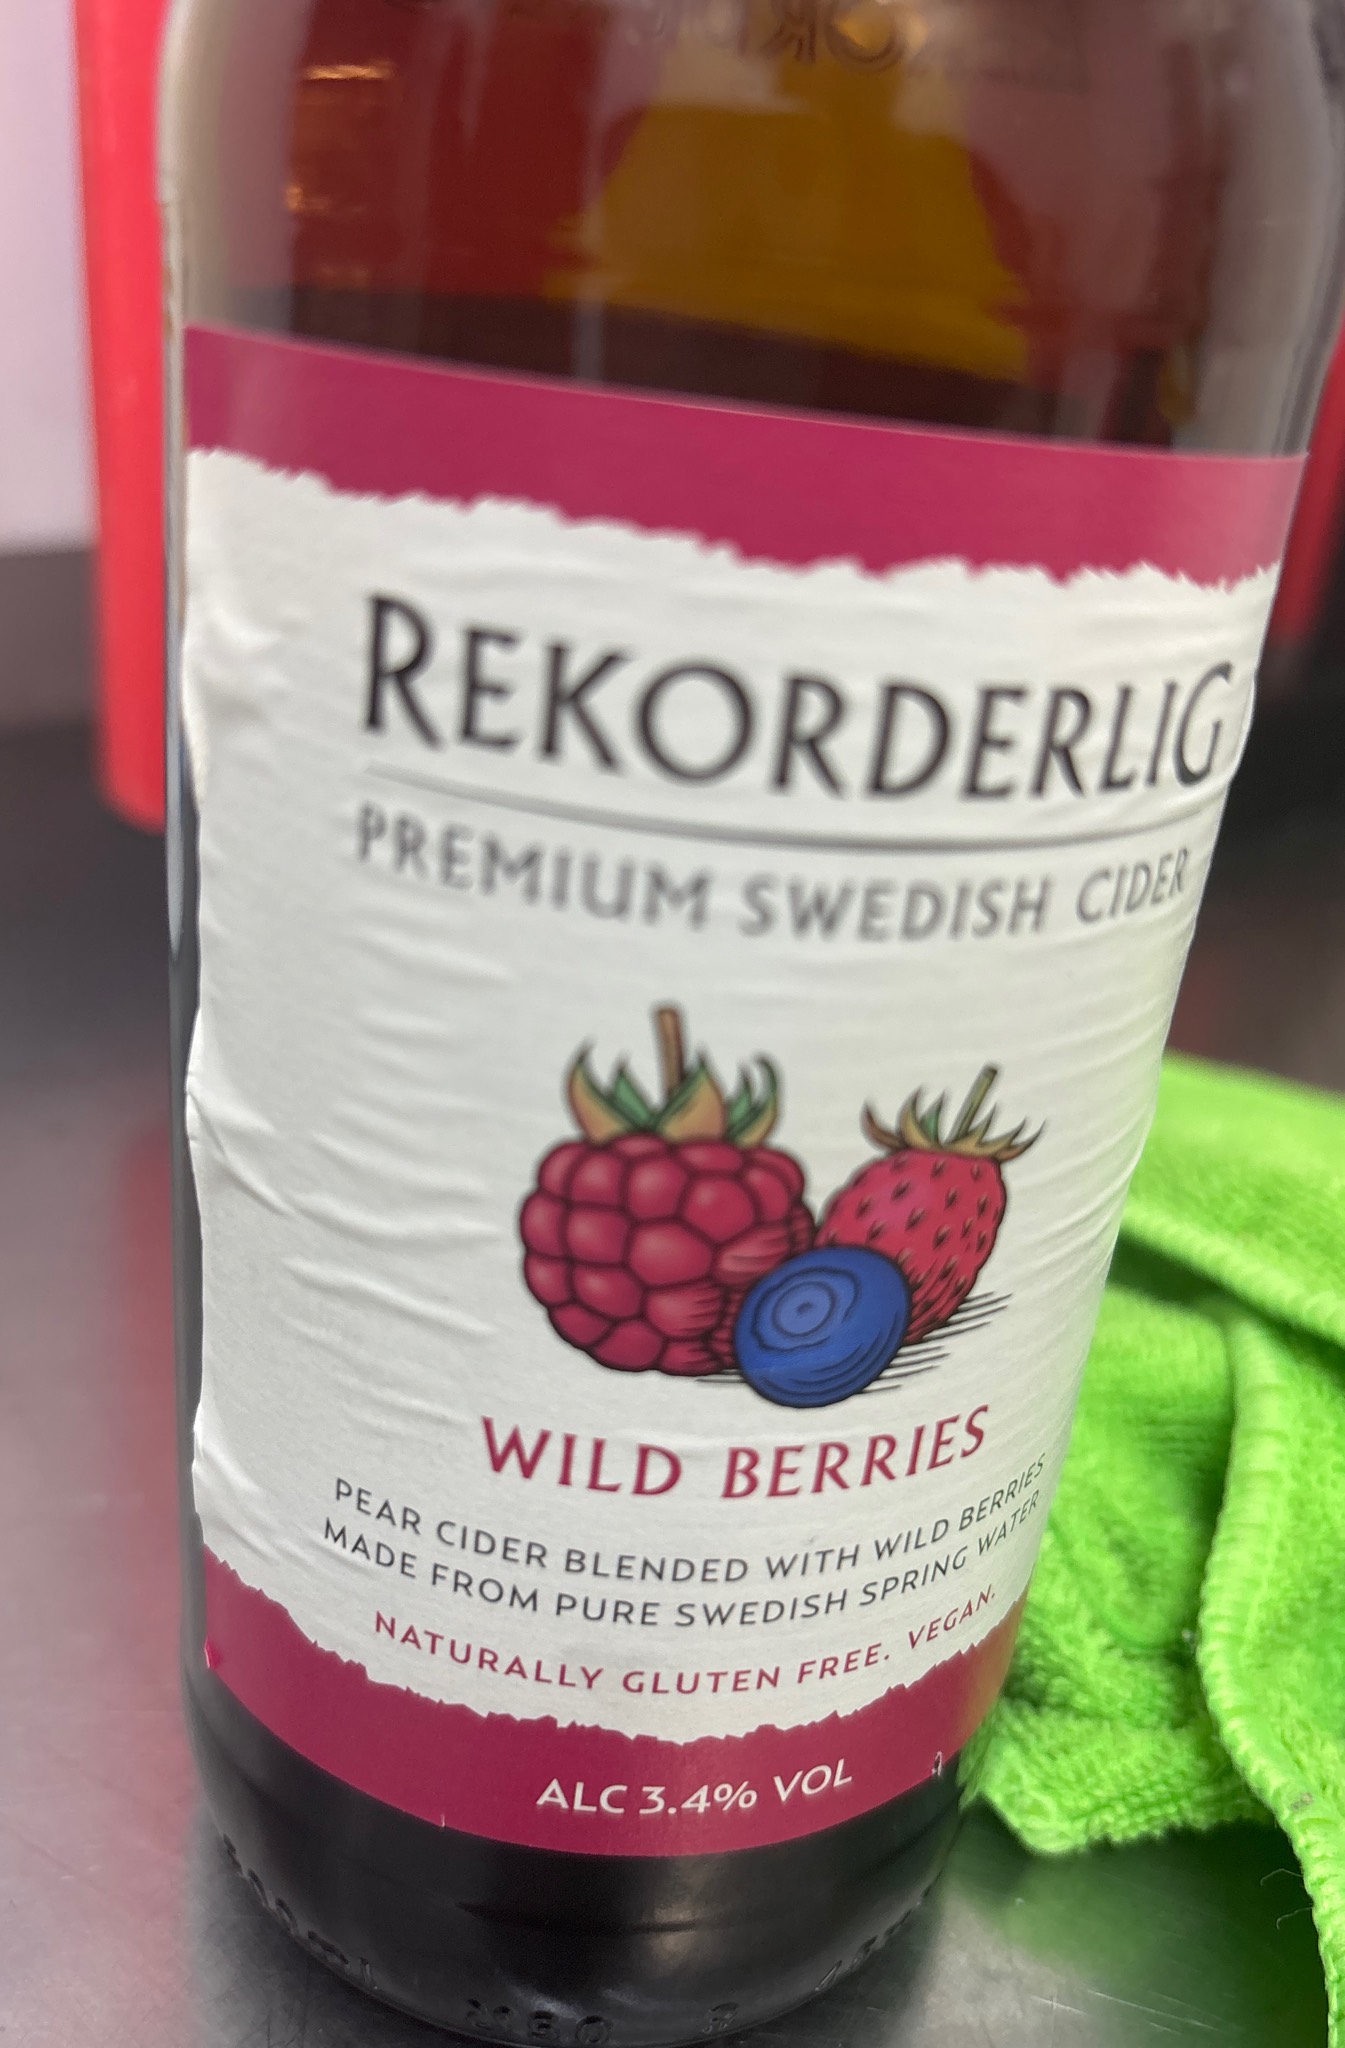 REKORDERLIG
PREMIUM SWEDISH CIDER
WILD BERRIES
PEAR CIDER BLENDED WITH WILD BERRIES
MADE FROM PURE SWEDISH SPRING WATER
NATURALLY GLUTEN FREE. VEGAN.
ALC 3.4% VOL